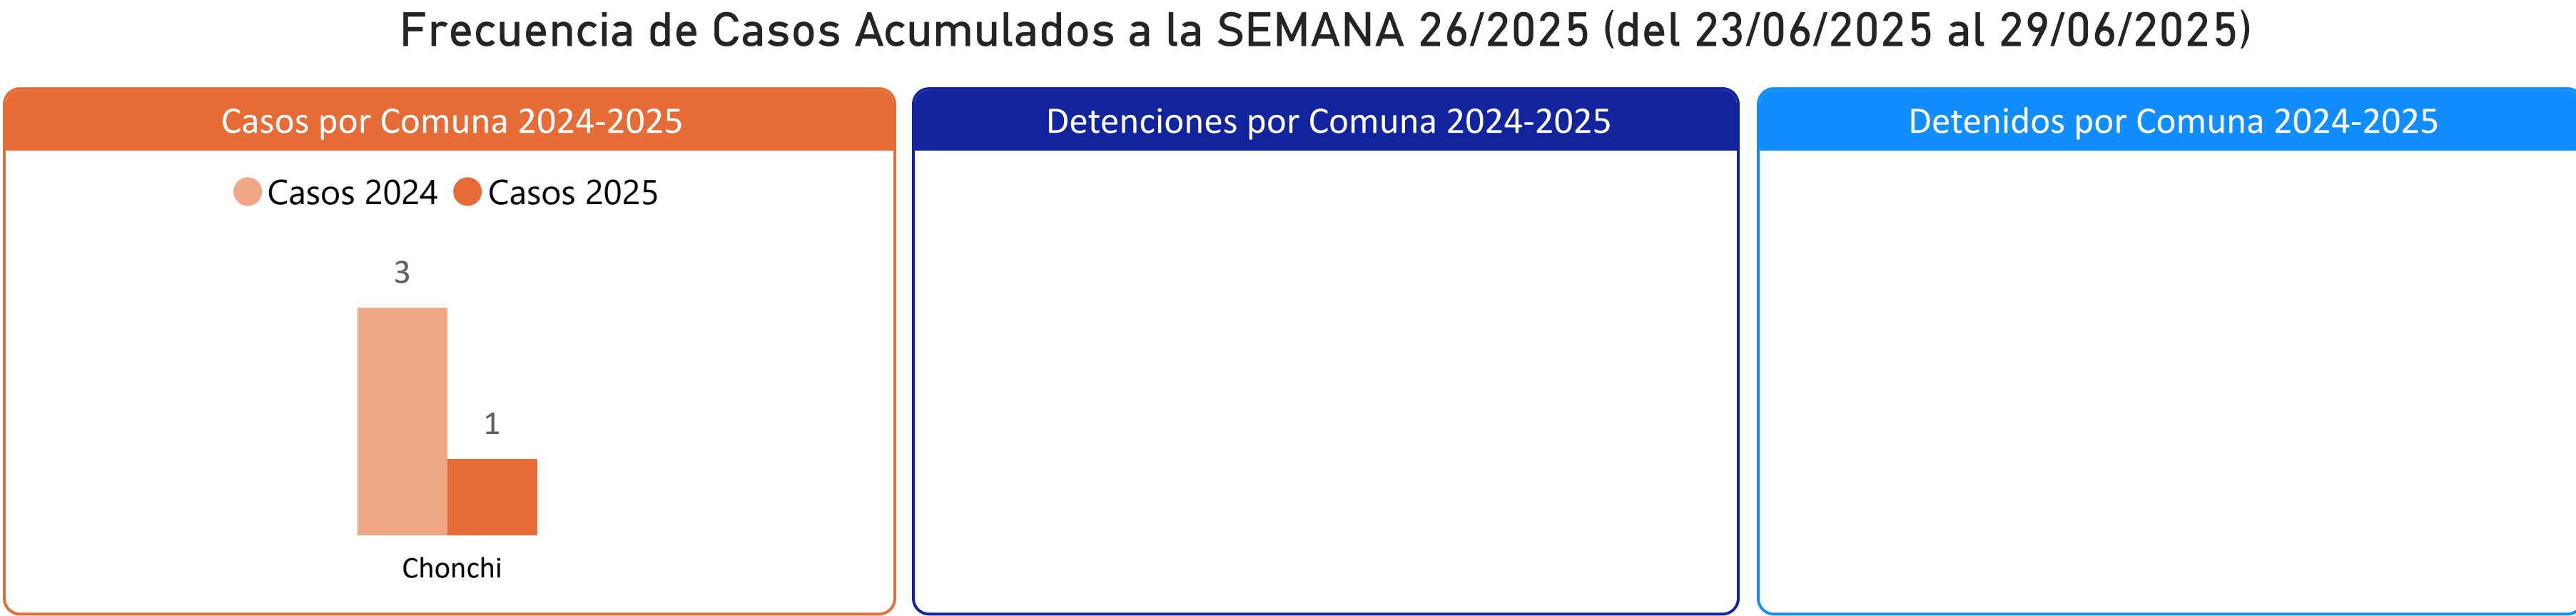 Frecuencia de Casos Acumulados a la SEMANA 26/2025 (del 23/06/2025 al 29/06/2025)
Casos por Comuna 2024-2025
Casos 2024 Casos 2025
3
1
Chonchi
Detenciones por Comuna 2024-2025
Detenidos por Comuna 2024-2025